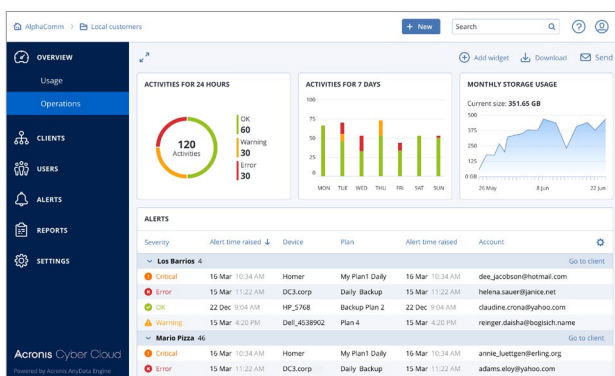 AlphaComm > Local customers
+ New
Search
OVERVIEW
Usage
Operations
CLIENTS
USERS
ALERTS
REPORTS
SETTINGS
Acronis Cyber Cloud
Powered by Acronis AnyData Engine
Add widget
Download
Send
ACTIVITIES FOR 24 HOURS
120
Activities
OK
60
Warning
30
Error
30
ACTIVITIES FOR 7 DAYS
100
75
50
25
0
MON TUE WED THU FRI SAT SUN
MONTHLY STORAGE USAGE
Current size: 351.65 GB
500
375
250
125
0 GB
26 May 8 Jun 22 Jun
ALERTS
Severity Alert time raised ↓ Device Plan Alert time raised Account
Los Barrios 4 Go to client
Critical 16 Mar 10:34 AM Homer My Plan1 Daily 16 Mar 10:34 AM dee_jacobson@hotmail.com
Error 15 Mar 11:22 AM DC3.corp Daily Backup 15 Mar 11:22 AM helena.sauer@janice.net
OK 22 Dec 9:04 AM HP_5768 Backup Plan 2 22 Dec 9:04 AM claudine.crona@yahoo.com
Warning 15 Mar 4:20 PM Dell_4538902 Plan 4 15 Mar 4:20 PM reinger.daisha@bogisich.name
Mario Pizza 46 Go to client
Critical 16 Mar 10:34 AM Homer My Plan1 Daily 16 Mar 10:34 AM annie_luettgen@erling.org
Error 15 Mar 11:22 AM DC3.corp Daily Backup 15 Mar 11:22 AM adams.eloy@yahoo.com